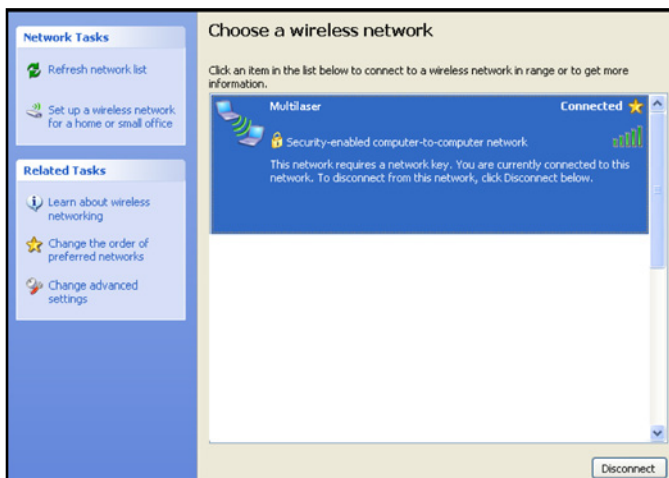 Network Tasks
Refresh network list
Set up a wireless network
for a home or small office
Related Tasks
Learn about wireless
networking
Change the order of
preferred networks
Change advanced
settings
Choose a wireless network
Click an item in the list below to connect to a wireless network in range or to get more
information.
Multilaser Connected
Security-enabled computer-to-computer network
This network requires a network key. You are currently connected to this
network. To disconnect from this network, click Disconnect below.
Disconnect